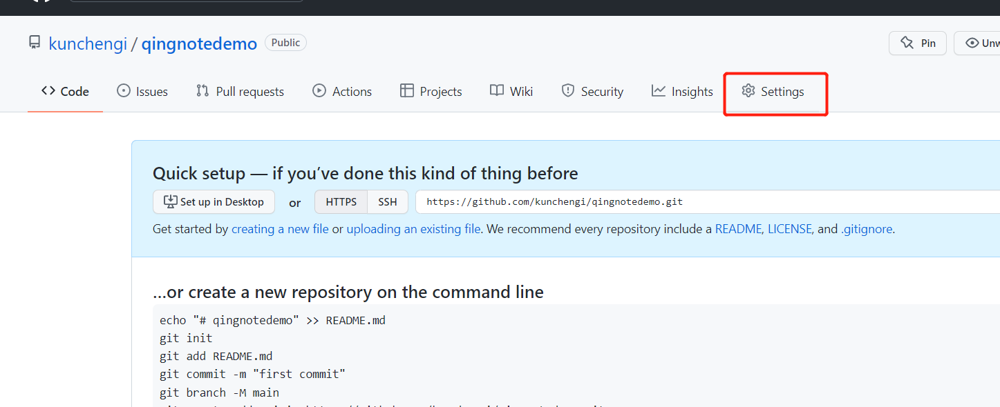 kunchengi / qingnotedemo Public Pin
Code Issues Pull requests Actions Projects Wiki Security Insights Settings
Quick setup — if you’ve done this kind of thing before
Set up in Desktop or HTTPS SSH https://github.com/kunchengi/qingnotedemo.git
Get started by creating a new file or uploading an existing file. We recommend every repository include a README, LICENSE, and .gitignore.
…or create a new repository on the command line
echo "# qingnotedemo" >> README.md
git init
git add README.md
git commit -m "first commit"
git branch -M main